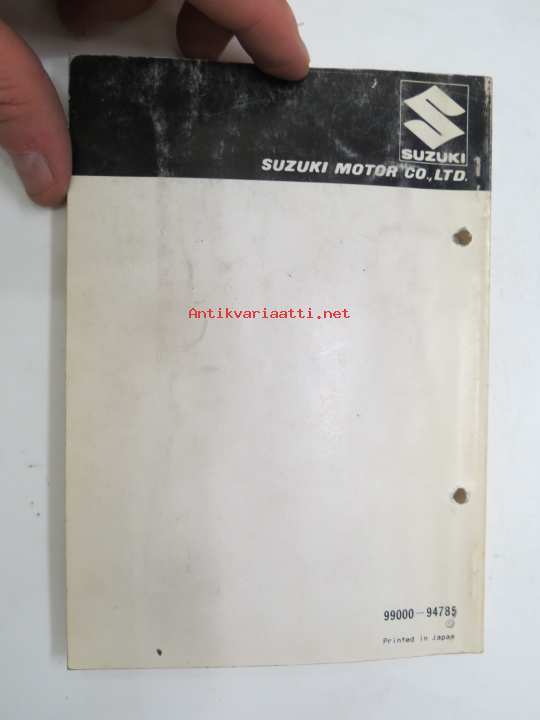 SUZUKI
1
SUZUKI MOTOR CO.,LTD.
Antikvariaatti.net
99000-94785
Printed in Japan